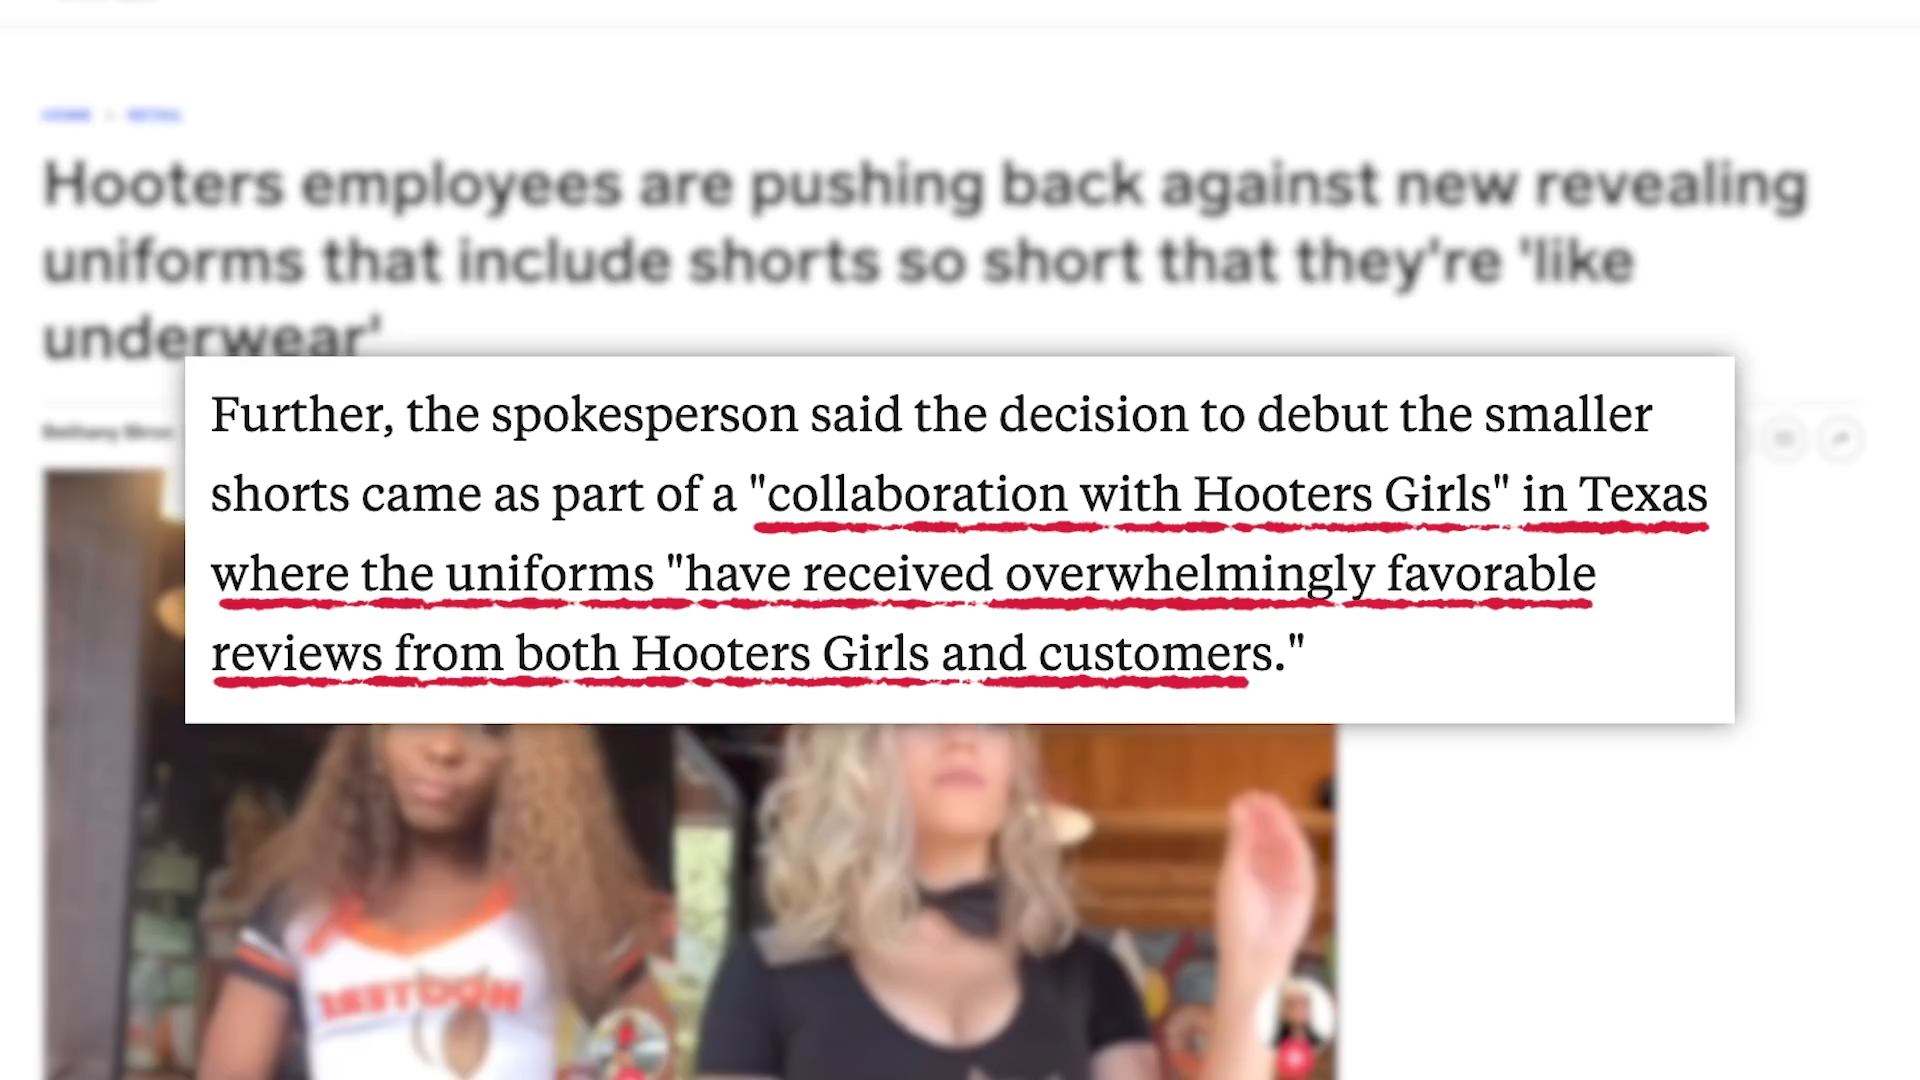 HOME > RETAIL
Hooters employees are pushing back against new revealing
uniforms that include shorts so short that they're 'like
underwear'
Further, the spokesperson said the decision to debut the smaller
shorts came as part of a "collaboration with Hooters Girls" in Texas
where the uniforms "have received overwhelmingly favorable
reviews from both Hooters Girls and customers."